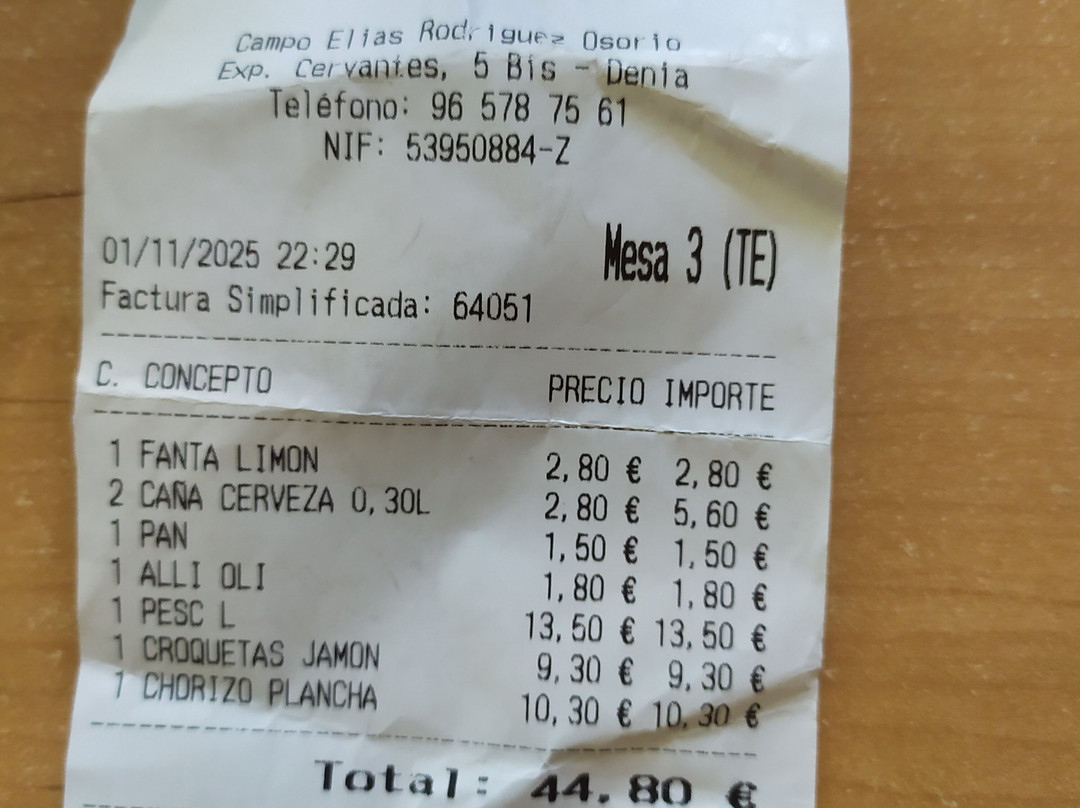 Campo Elias Rodriguez Osorio
Exp. Cervantes, 5 Bis - Denia
Teléfono: 96 578 75 61
NIF: 53950884-Z
01/11/2025 22:29 Mesa 3 (TE)
Factura Simplificada: 64051
C. CONCEPTO PRECIO IMPORTE
1 FANTA LIMON 2,80 € 2,80 €
2 CAÑA CERVEZA 0,30L 2,80 € 5,60 €
1 PAN 1,50 € 1,50 €
1 ALLI OLI 1,80 € 1,80 €
1 PESC L 13,50 € 13,50 €
1 CROQUETAS JAMON 9,30 € 9,30 €
1 CHORIZO PLANCHA 10,30 € 10,30 €
Total: 44,80 €